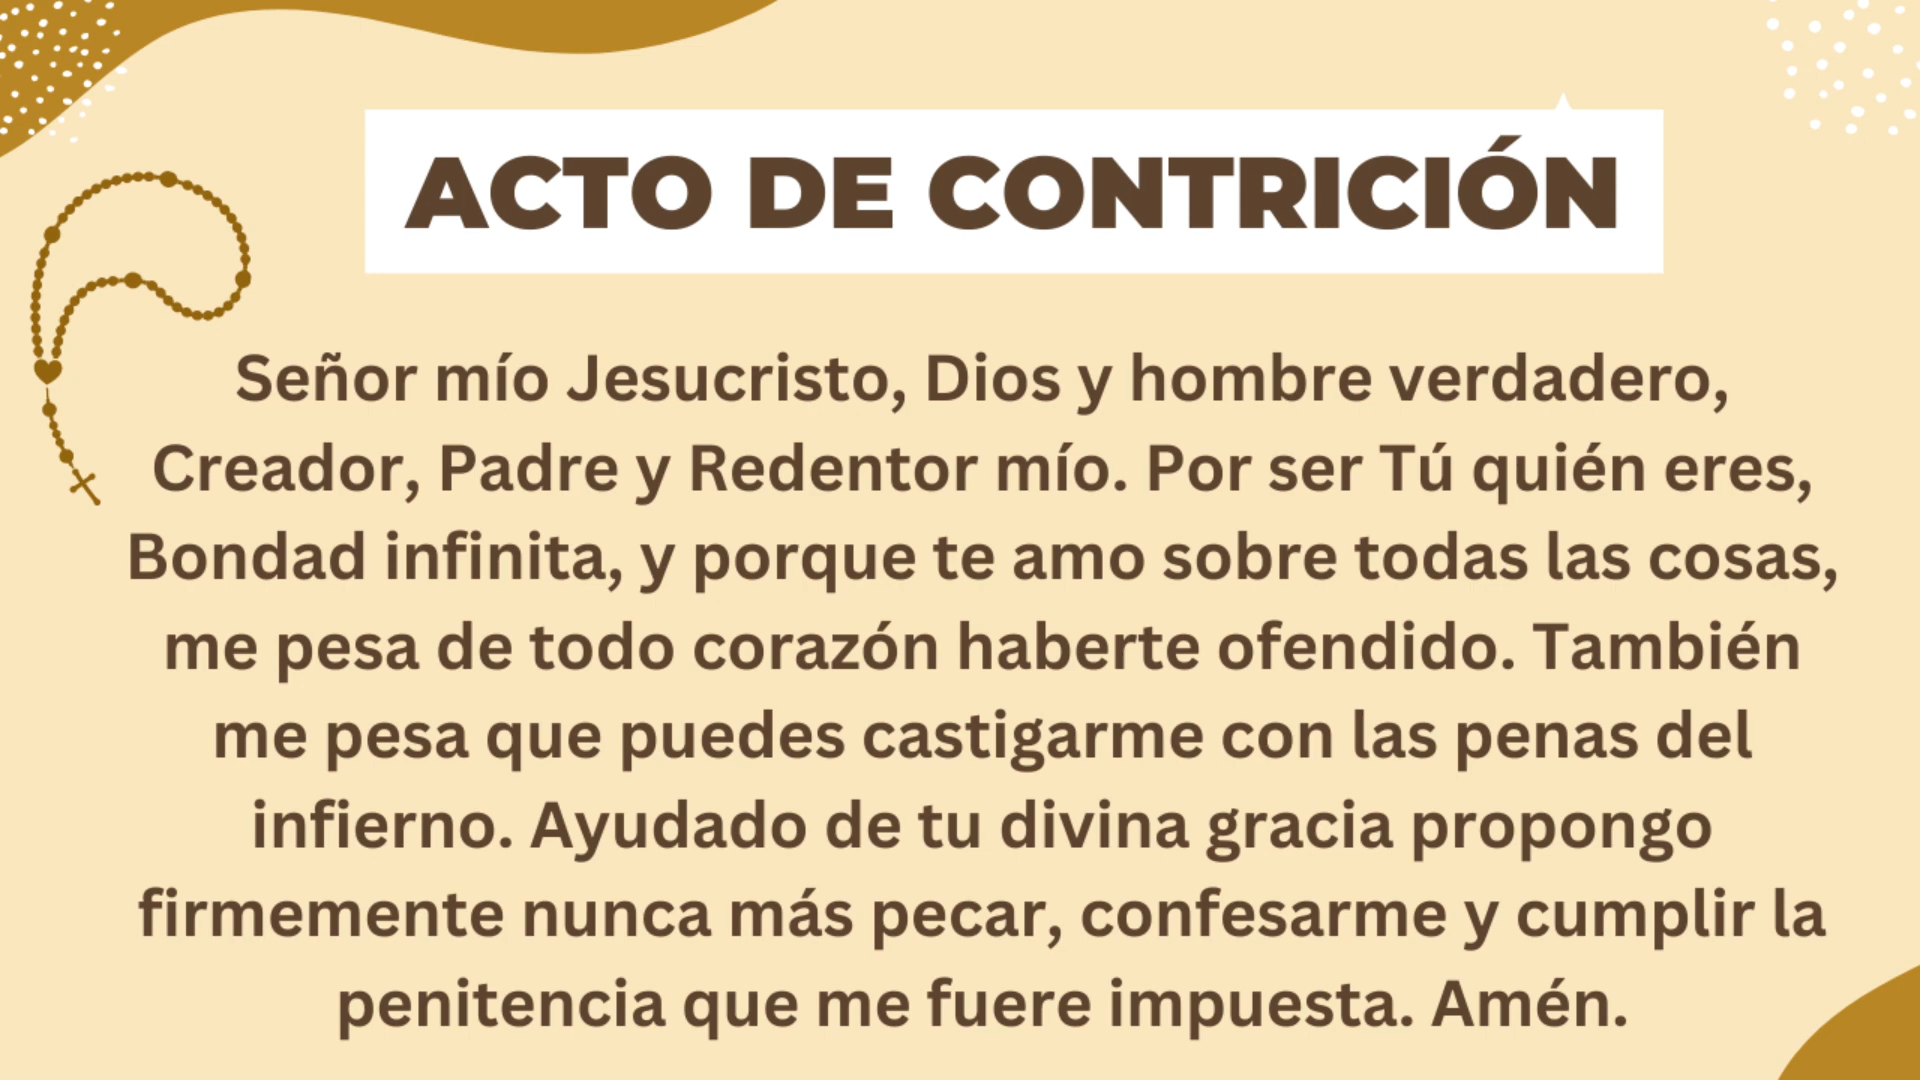 ACTO DE CONTRICIÓN
Señor mío Jesucristo, Dios y hombre verdadero,
Creador, Padre y Redentor mío. Por ser Tú quién eres,
Bondad infinita, y porque te amo sobre todas las cosas,
me pesa de todo corazón haberte ofendido. También
me pesa que puedes castigarme con las penas del
infierno. Ayudado de tu divina gracia propongo
firmemente nunca más pecar, confesarme y cumplir la
penitencia que me fuere impuesta. Amén.